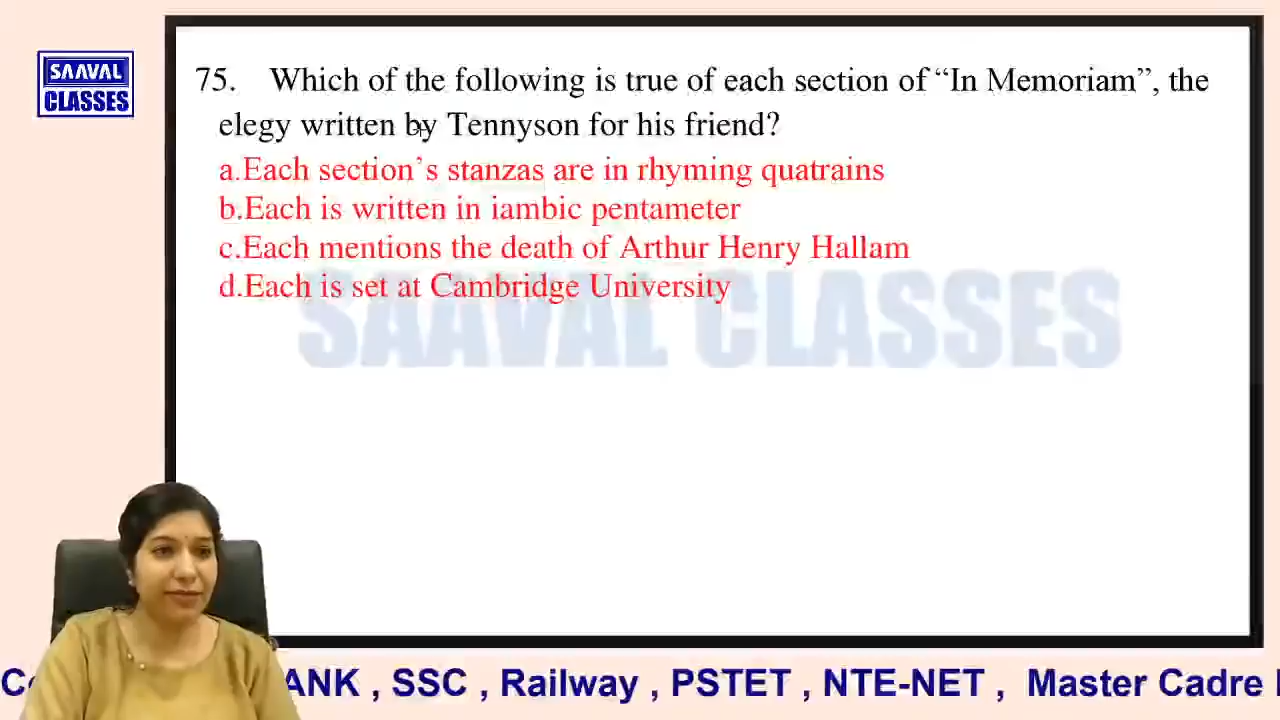 SAAVAL
CLASSES
75. Which of the following is true of each section of “In Memoriam”, the
elegy written by Tennyson for his friend?
a.Each section’s stanzas are in rhyming quatrains
b.Each is written in iambic pentameter
c.Each mentions the death of Arthur Henry Hallam
d.Each is set at Cambridge University
SAAVAL CLASSES
ANK , SSC , Railway , PSTET , NTE-NET , Master Cadre